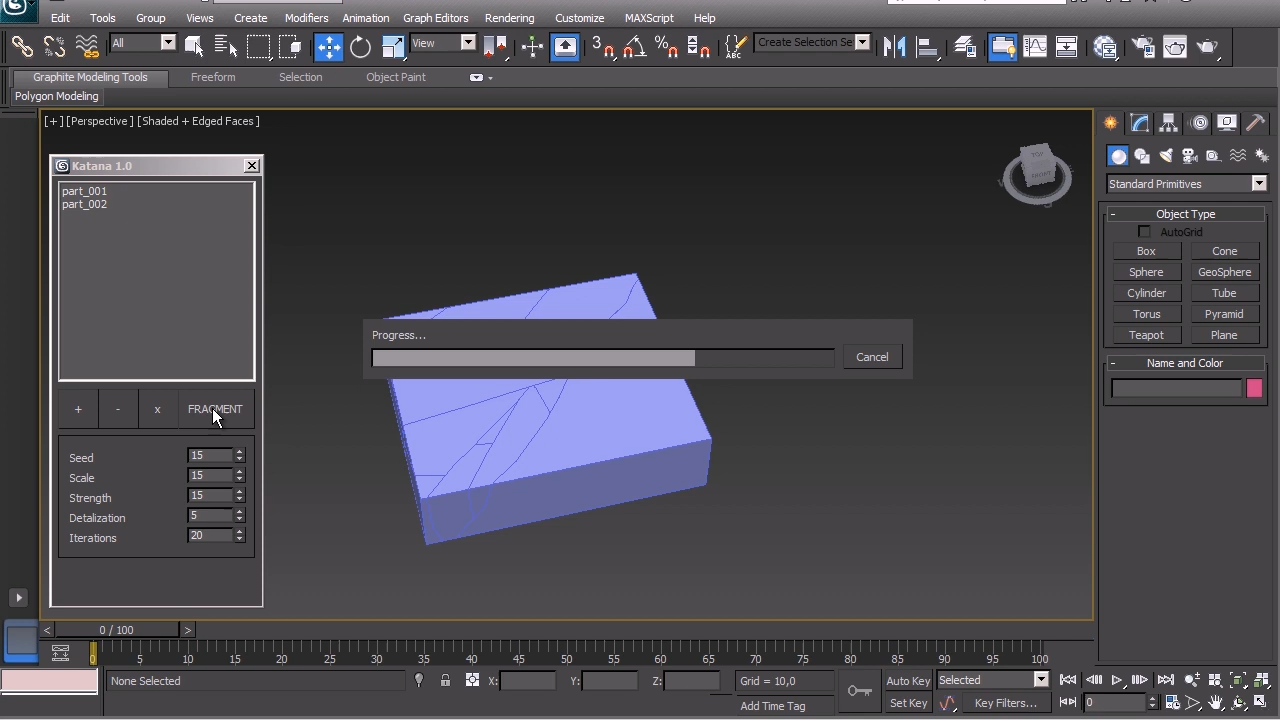 Edit Tools Group Views Create Modifiers Animation Graph Editors Rendering Customize MAXScript Help
All View 3 ABC Create Selection Se
Graphite Modeling Tools Freeform Selection Object Paint
Polygon Modeling
[+][Perspective][Shaded + Edged Faces]
Katana 1.0
part_001
part_002
+ - x FRAGMENT
Seed 15
Scale 15
Strength 15
Detalization 5
Iterations 20
Progress...
Cancel
TOP
FRONT
Standard Primitives
- Object Type
AutoGrid
Box Cone
Sphere GeoSphere
Cylinder Tube
Torus Pyramid
Teapot Plane
- Name and Color
< 0 / 100 >
0 5 10 15 20 25 30 35 40 45 50 55 60 65 70 75 80 85 90 95 100
None Selected X: Y: Z: Grid = 10,0 Auto Key Selected
Add Time Tag Set Key Key Filters... 0